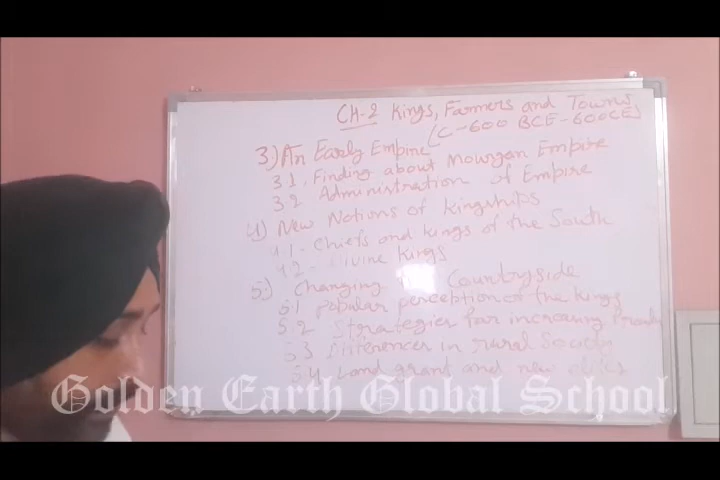 CH-2 Kings, Farmers and Towns
(C-600 BCE-600CE)
3) An Early Empire
3.1. Finding about Mouryan Empire
3.2 Administration of Empire
4) New Notions of Kingships
4.1- Chiefs and Kings of the South
4.2- Divine Kings
5.) Changing Countryside
5.1 Popular perception of the Kings
5.2 Strategies for increasing
5.3 Differences in rural Society
5.4 Land grant and new elites
Golden Earth Global School